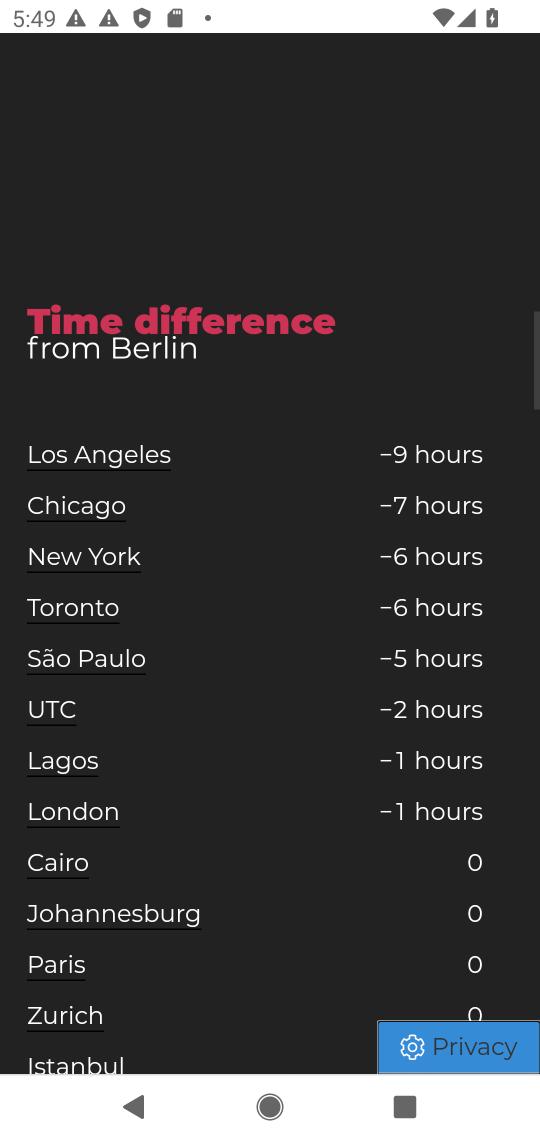 5:49
Time difference
from Berlin
Los Angeles −9 hours
Chicago −7 hours
New York −6 hours
Toronto −6 hours
São Paulo −5 hours
UTC −2 hours
Lagos −1 hours
London −1 hours
Cairo 0
Johannesburg 0
Paris 0
Zurich 0
Istanbul
Privacy